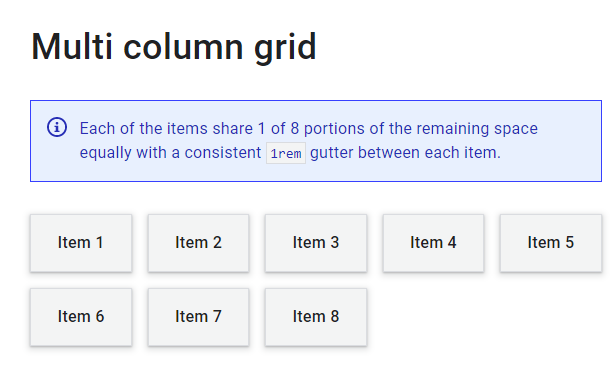 Multi column grid
Each of the items share 1 of 8 portions of the remaining space
equally with a consistent 1rem gutter between each item.
Item 1 Item 2 Item 3 Item 4 Item 5
Item 6 Item 7 Item 8